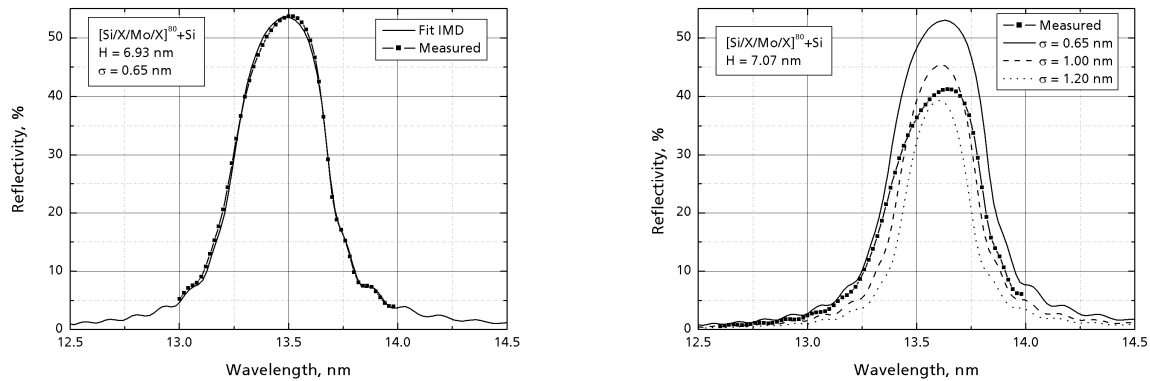 [Si/X/Mo/X]⁸⁰+Si
H = 6.93 nm
σ = 0.65 nm
Fit IMD
Measured
Reflectivity, %
50
40
30
20
10
0
12.5 13.0 13.5 14.0 14.5
Wavelength, nm
[Si/X/Mo/X]⁸⁰+Si
H = 7.07 nm
Measured
σ = 0.65 nm
σ = 1.00 nm
σ = 1.20 nm
Reflectivity, %
50
40
30
20
10
0
12.5 13.0 13.5 14.0 14.5
Wavelength, nm